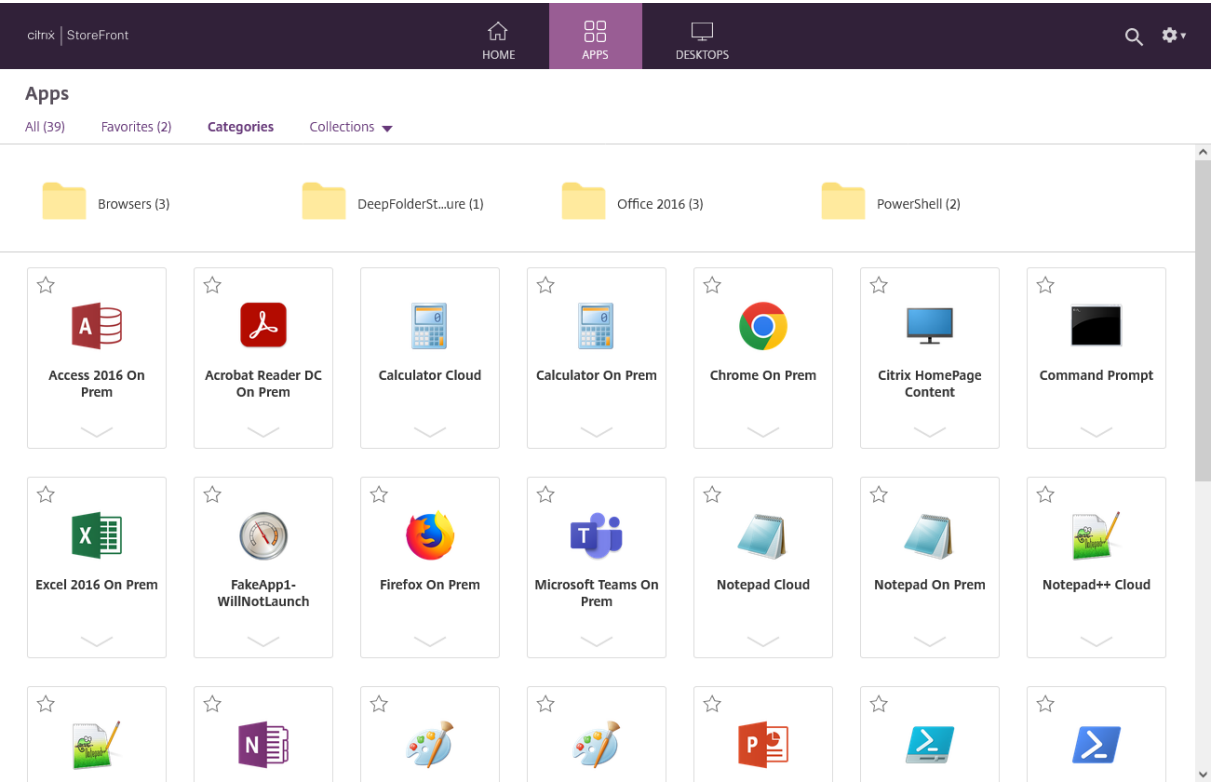 citrix StoreFront
HOME
APPS
DESKTOPS
Apps
All (39)
Favorites (2)
Categories
Collections
Browsers (3)
DeepFolderSt...ure (1)
Office 2016 (3)
PowerShell (2)
Access 2016 On
Prem
Acrobat Reader DC
On Prem
Calculator Cloud
Calculator On Prem
Chrome On Prem
Citrix HomePage
Content
Command Prompt
Excel 2016 On Prem
FakeApp1-
WillNotLaunch
Firefox On Prem
Microsoft Teams On
Prem
Notepad Cloud
Notepad On Prem
Notepad++ Cloud